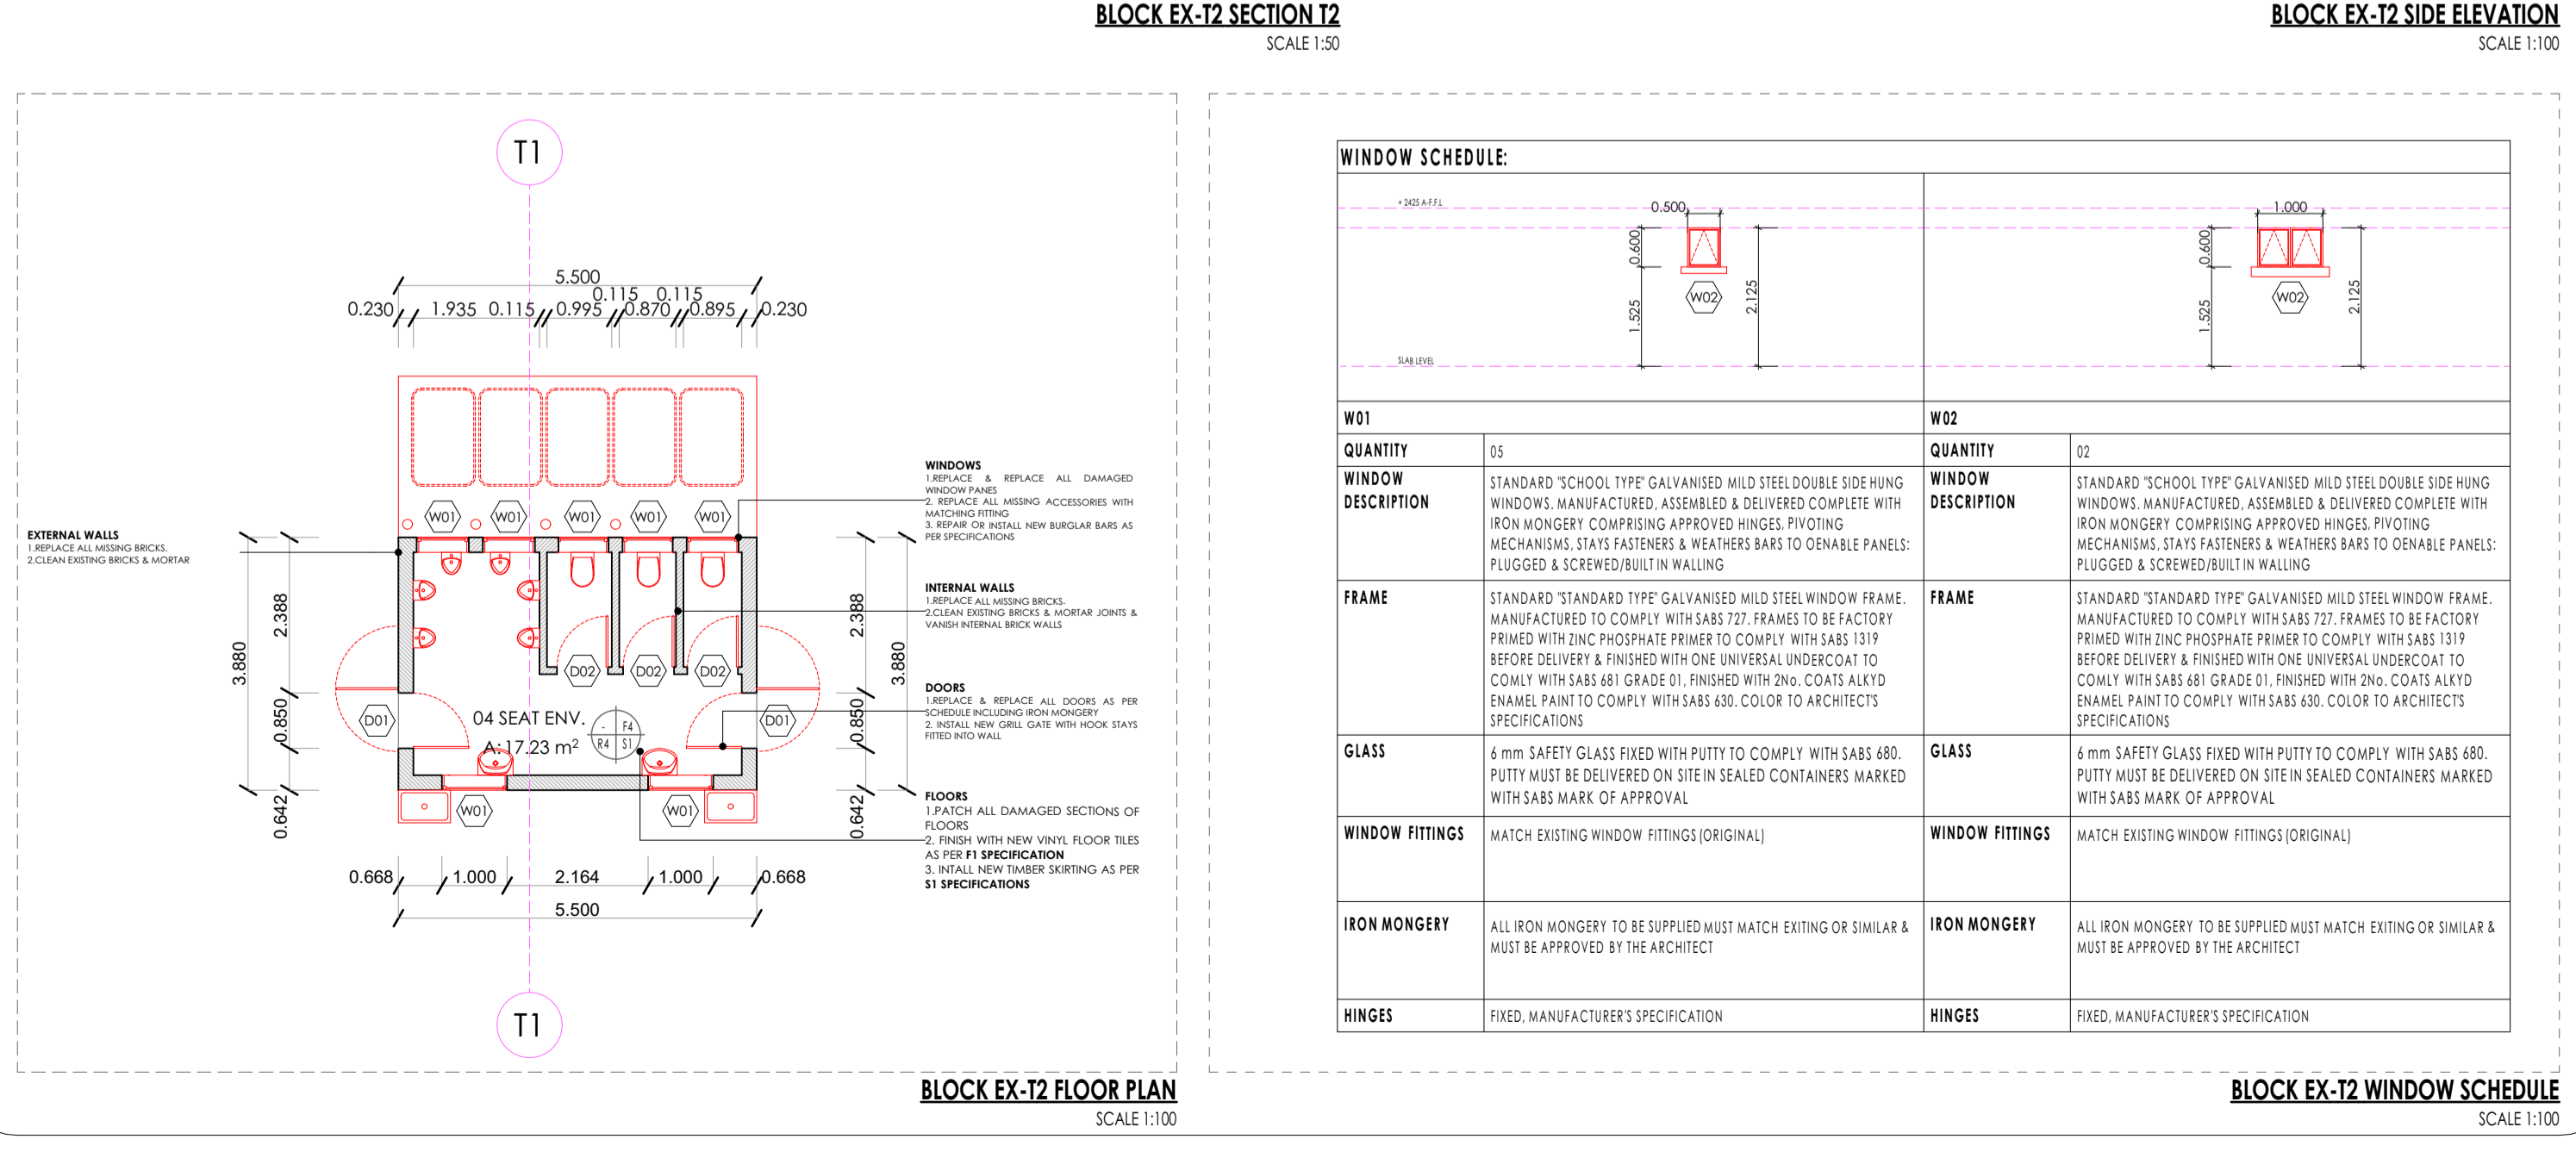 BLOCK EX-T2 SECTION T2
SCALE 1:50
BLOCK EX-T2 SIDE ELEVATION
SCALE 1:100
T1
5.500
0.115 0.115
0.230 1.935 0.115 0.995 0.870 0.895 0.230
W01 W01 W01 W01 W01
EXTERNAL WALLS
1.REPLACE ALL MISSING BRICKS.
2.CLEAN EXISTING BRICKS & MORTAR
3.880
2.388
0.850
0.642
D02 D02 D02
D01
04 SEAT ENV.
A: 17.23 m²
- F4
R4 S1
D01
W01 W01
2.388
0.850
0.642
3.880
0.668 1.000 2.164 1.000 0.668
5.500
T1
WINDOWS
1.REPLACE & REPLACE ALL DAMAGED
WINDOW PANES
2. REPLACE ALL MISSING ACCESSORIES WITH
MATCHING FITTING
3. REPAIR OR INSTALL NEW BURGLAR BARS AS
PER SPECIFICATIONS
INTERNAL WALLS
1.REPLACE ALL MISSING BRICKS.
2.CLEAN EXISTING BRICKS & MORTAR JOINTS &
VANISH INTERNAL BRICK WALLS
DOORS
1.REPLACE & REPLACE ALL DOORS AS PER
SCHEDULE INCLUDING IRON MONGERY
2. INSTALL NEW GRILL GATE WITH HOOK STAYS
FITTED INTO WALL
FLOORS
1.PATCH ALL DAMAGED SECTIONS OF
FLOORS
2. FINISH WITH NEW VINYL FLOOR TILES
AS PER F1 SPECIFICATION
3. INTALL NEW TIMBER SKIRTING AS PER
S1 SPECIFICATIONS
BLOCK EX-T2 FLOOR PLAN
SCALE 1:100
WINDOW SCHEDULE:
+ 2425 A-F.F.L
0.500
0.600
1.525
2.125
W02
SLAB LEVEL
1.000
0.600
1.525
2.125
W02
W01
QUANTITY 05
WINDOW
DESCRIPTION
STANDARD "SCHOOL TYPE" GALVANISED MILD STEEL DOUBLE SIDE HUNG
WINDOWS. MANUFACTURED, ASSEMBLED & DELIVERED COMPLETE WITH
IRON MONGERY COMPRISING APPROVED HINGES, PIVOTING
MECHANISMS, STAYS FASTENERS & WEATHERS BARS TO OENABLE PANELS:
PLUGGED & SCREWED/BUILT IN WALLING
FRAME
STANDARD "STANDARD TYPE" GALVANISED MILD STEEL WINDOW FRAME.
MANUFACTURED TO COMPLY WITH SABS 727. FRAMES TO BE FACTORY
PRIMED WITH ZINC PHOSPHATE PRIMER TO COMPLY WITH SABS 1319
BEFORE DELIVERY & FINISHED WITH ONE UNIVERSAL UNDERCOAT TO
COMLY WITH SABS 681 GRADE 01, FINISHED WITH 2No. COATS ALKYD
ENAMEL PAINT TO COMPLY WITH SABS 630. COLOR TO ARCHITECT'S
SPECIFICATIONS
GLASS
6 mm SAFETY GLASS FIXED WITH PUTTY TO COMPLY WITH SABS 680.
PUTTY MUST BE DELIVERED ON SITE IN SEALED CONTAINERS MARKED
WITH SABS MARK OF APPROVAL
WINDOW FITTINGS MATCH EXISTING WINDOW FITTINGS (ORIGINAL)
IRON MONGERY
ALL IRON MONGERY TO BE SUPPLIED MUST MATCH EXITING OR SIMILAR &
MUST BE APPROVED BY THE ARCHITECT
HINGES FIXED, MANUFACTURER'S SPECIFICATION
W02
QUANTITY 02
WINDOW
DESCRIPTION
STANDARD "SCHOOL TYPE" GALVANISED MILD STEEL DOUBLE SIDE HUNG
WINDOWS. MANUFACTURED, ASSEMBLED & DELIVERED COMPLETE WITH
IRON MONGERY COMPRISING APPROVED HINGES, PIVOTING
MECHANISMS, STAYS FASTENERS & WEATHERS BARS TO OENABLE PANELS:
PLUGGED & SCREWED/BUILT IN WALLING
FRAME
STANDARD "STANDARD TYPE" GALVANISED MILD STEEL WINDOW FRAME.
MANUFACTURED TO COMPLY WITH SABS 727. FRAMES TO BE FACTORY
PRIMED WITH ZINC PHOSPHATE PRIMER TO COMPLY WITH SABS 1319
BEFORE DELIVERY & FINISHED WITH ONE UNIVERSAL UNDERCOAT TO
COMLY WITH SABS 681 GRADE 01, FINISHED WITH 2No. COATS ALKYD
ENAMEL PAINT TO COMPLY WITH SABS 630. COLOR TO ARCHITECT'S
SPECIFICATIONS
GLASS
6 mm SAFETY GLASS FIXED WITH PUTTY TO COMPLY WITH SABS 680.
PUTTY MUST BE DELIVERED ON SITE IN SEALED CONTAINERS MARKED
WITH SABS MARK OF APPROVAL
WINDOW FITTINGS MATCH EXISTING WINDOW FITTINGS (ORIGINAL)
IRON MONGERY
ALL IRON MONGERY TO BE SUPPLIED MUST MATCH EXITING OR SIMILAR &
MUST BE APPROVED BY THE ARCHITECT
HINGES FIXED, MANUFACTURER'S SPECIFICATION
BLOCK EX-T2 WINDOW SCHEDULE
SCALE 1:100